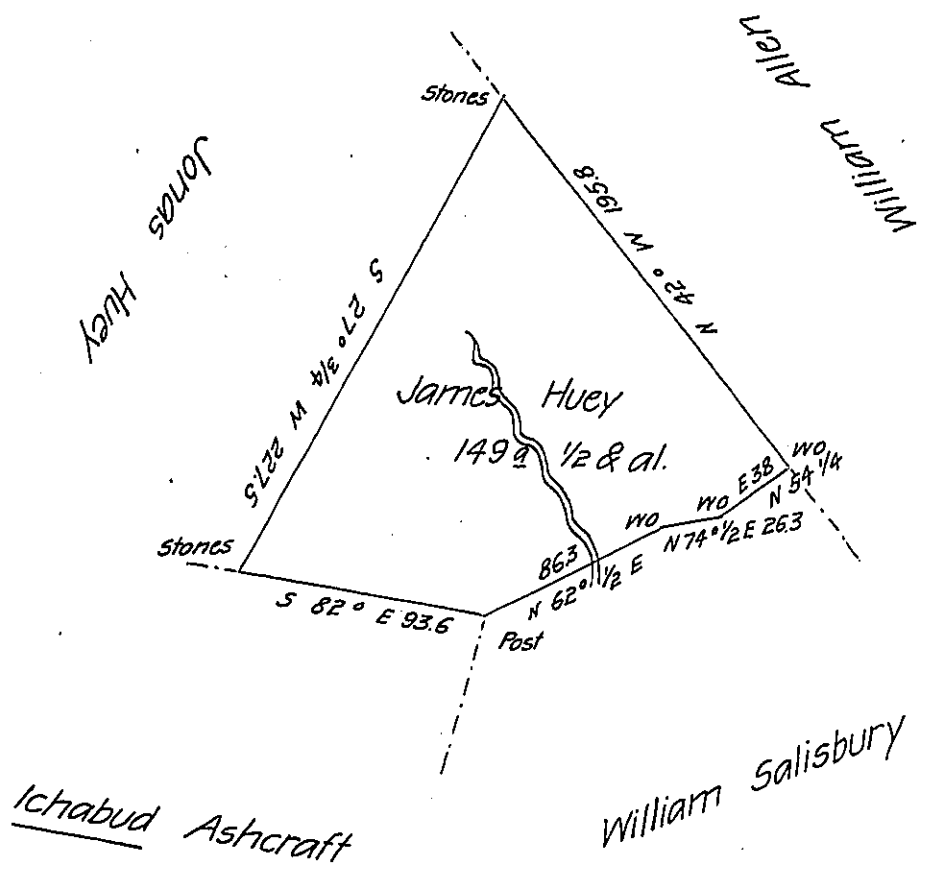 William Allen
Stones
Jonas Huey
N 42° W 195.8
S 27° 3/4 W 227.5
James Huey
149 a 1/2 & al.
WO
N 54 1/4
E 38
WO
N 74° 1/2 E 26.3
WO
863
N 62° 1/2 E
Stones
S 82° E 93.6
Post
William Salisbury
Ichabud Ashcraft